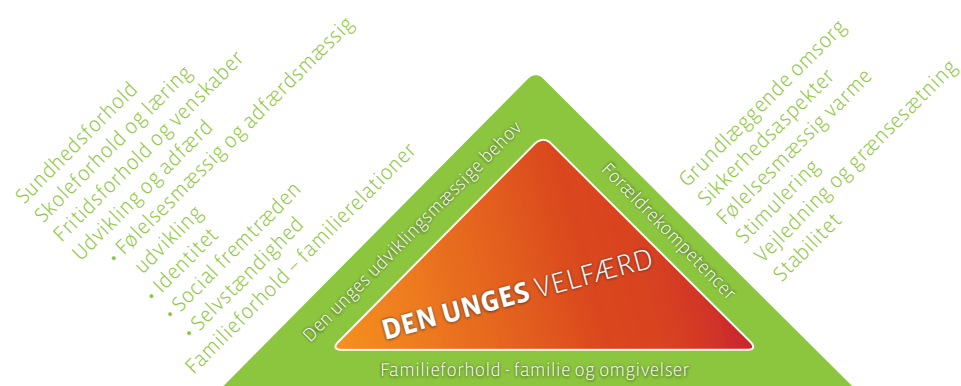 Sundhedsforhold
Skoleforhold og læring
Fritidsforhold og venskaber
Udvikling og adfærd
• Følelsesmæssig og adfærdsmæssig
udvikling
• Identitet
• Social fremtræden
• Selvstændighed
Familieforhold – familierelationer
Den unges udviklingsmæssige behov
Forældrekompetencer
DEN UNGES VELFÆRD
Familieforhold - familie og omgivelser
Grundlæggende omsorg
Sikkerhedsaspekter
Følelsesmæssig varme
Stimulering
Vejledning og grænsesætning
Stabilitet